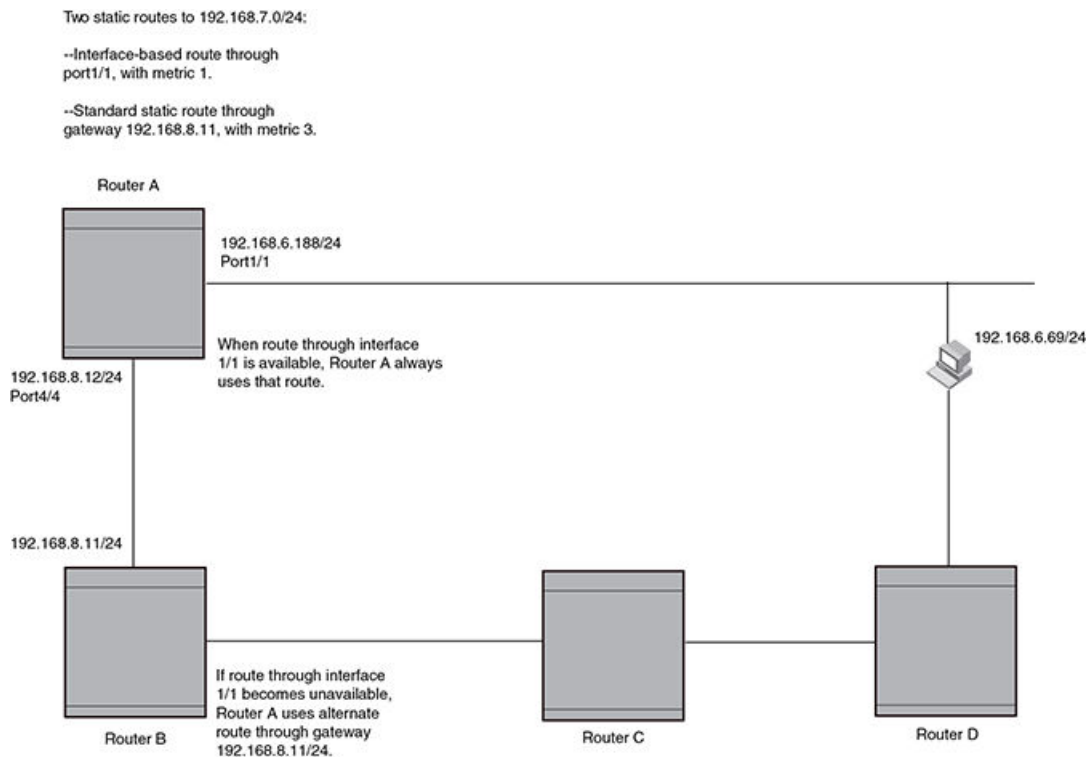 Two static routes to 192.168.7.0/24:
--Interface-based route through
port1/1, with metric 1.
--Standard static route through
gateway 192.168.8.11, with metric 3.
Router A
192.168.6.188/24
Port1/1
192.168.6.69/24
When route through interface
1/1 is available, Router A always
uses that route.
192.168.8.12/24
Port4/4
192.168.8.11/24
If route through interface
1/1 becomes unavailable,
Router A uses alternate
route through gateway
192.168.8.11/24.
Router B
Router C
Router D